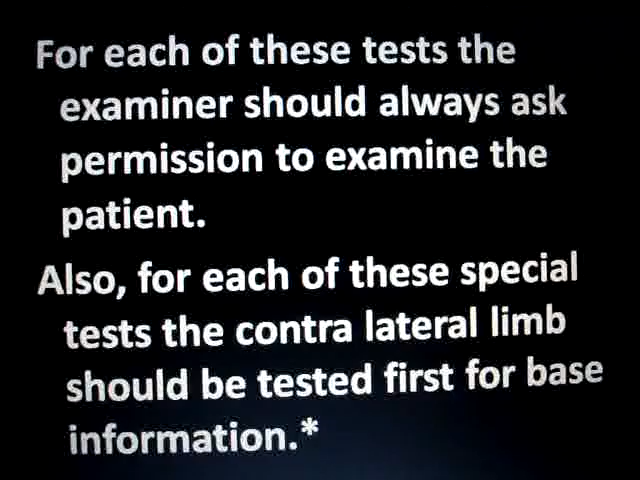 For each of these tests the
examiner should always ask
permission to examine the
patient.
Also, for each of these special
tests the contra lateral limb
should be tested first for base
information.*